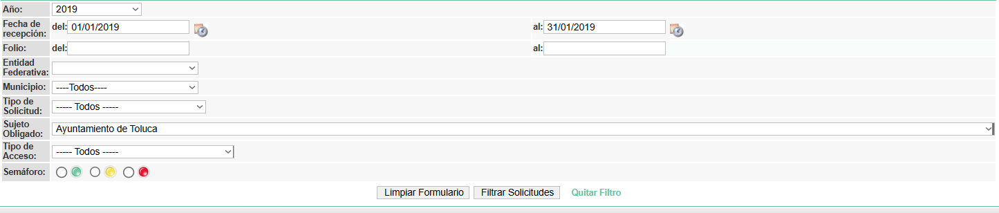 Año: 2019
Fecha de recepción: del: 01/01/2019 al: 31/01/2019
Folio: del: al:
Entidad Federativa:
Municipio: ----Todos----
Tipo de Solicitud: ----- Todos -----
Sujeto Obligado: Ayuntamiento de Toluca
Tipo de Acceso: ----- Todos -----
Semáforo:
Limpiar Formulario Filtrar Solicitudes Quitar Filtro